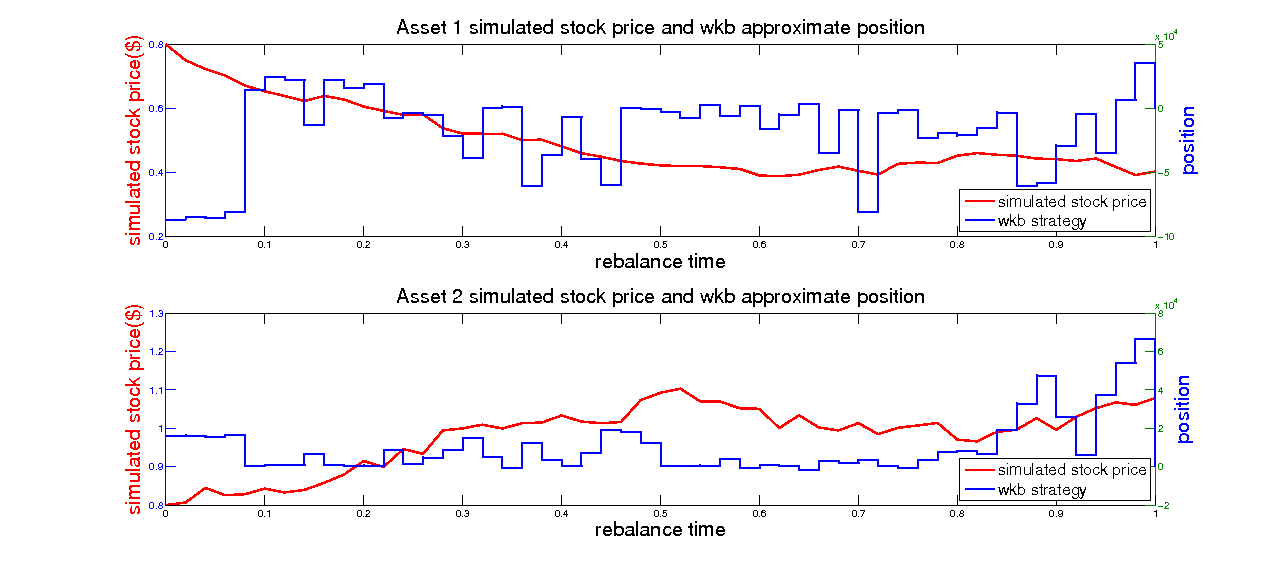 Asset 1 simulated stock price and wkb approximate position
x 10^4
simulated stock price($)
0.8
0.6
0.4
0.2
5
0
−5
−10
position
simulated stock price
wkb strategy
0 0.1 0.2 0.3 0.4 0.5 0.6 0.7 0.8 0.9 1
rebalance time
Asset 2 simulated stock price and wkb approximate position
x 10^4
simulated stock price($)
1.3
1.2
1.1
1
0.9
0.8
8
6
4
2
0
−2
position
simulated stock price
wkb strategy
0 0.1 0.2 0.3 0.4 0.5 0.6 0.7 0.8 0.9 1
rebalance time